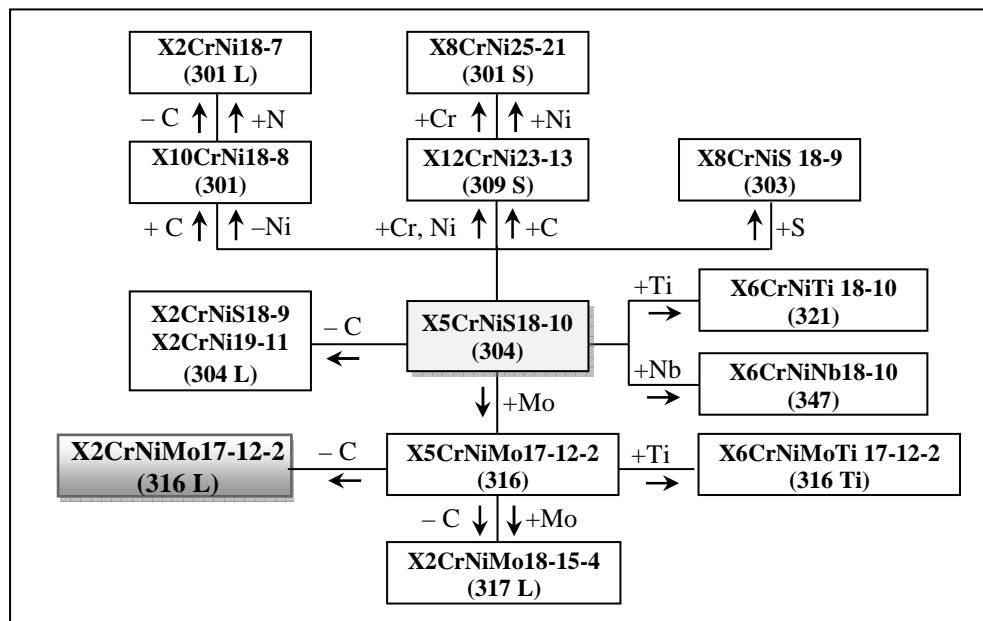 X2CrNi18-7
(301 L)
X8CrNi25-21
(301 S)
– C
+N
+Cr
+Ni
X10CrNi18-8
(301)
X12CrNi23-13
(309 S)
X8CrNiS 18-9
(303)
+ C
–Ni
+Cr, Ni
+C
+S
X2CrNiS18-9
X2CrNi19-11
(304 L)
– C
X5CrNiS18-10
(304)
+Ti
X6CrNiTi 18-10
(321)
+Nb
X6CrNiNb18-10
(347)
+Mo
X2CrNiMo17-12-2
(316 L)
– C
X5CrNiMo17-12-2
(316)
+Ti
X6CrNiMoTi 17-12-2
(316 Ti)
– C
+Mo
X2CrNiMo18-15-4
(317 L)